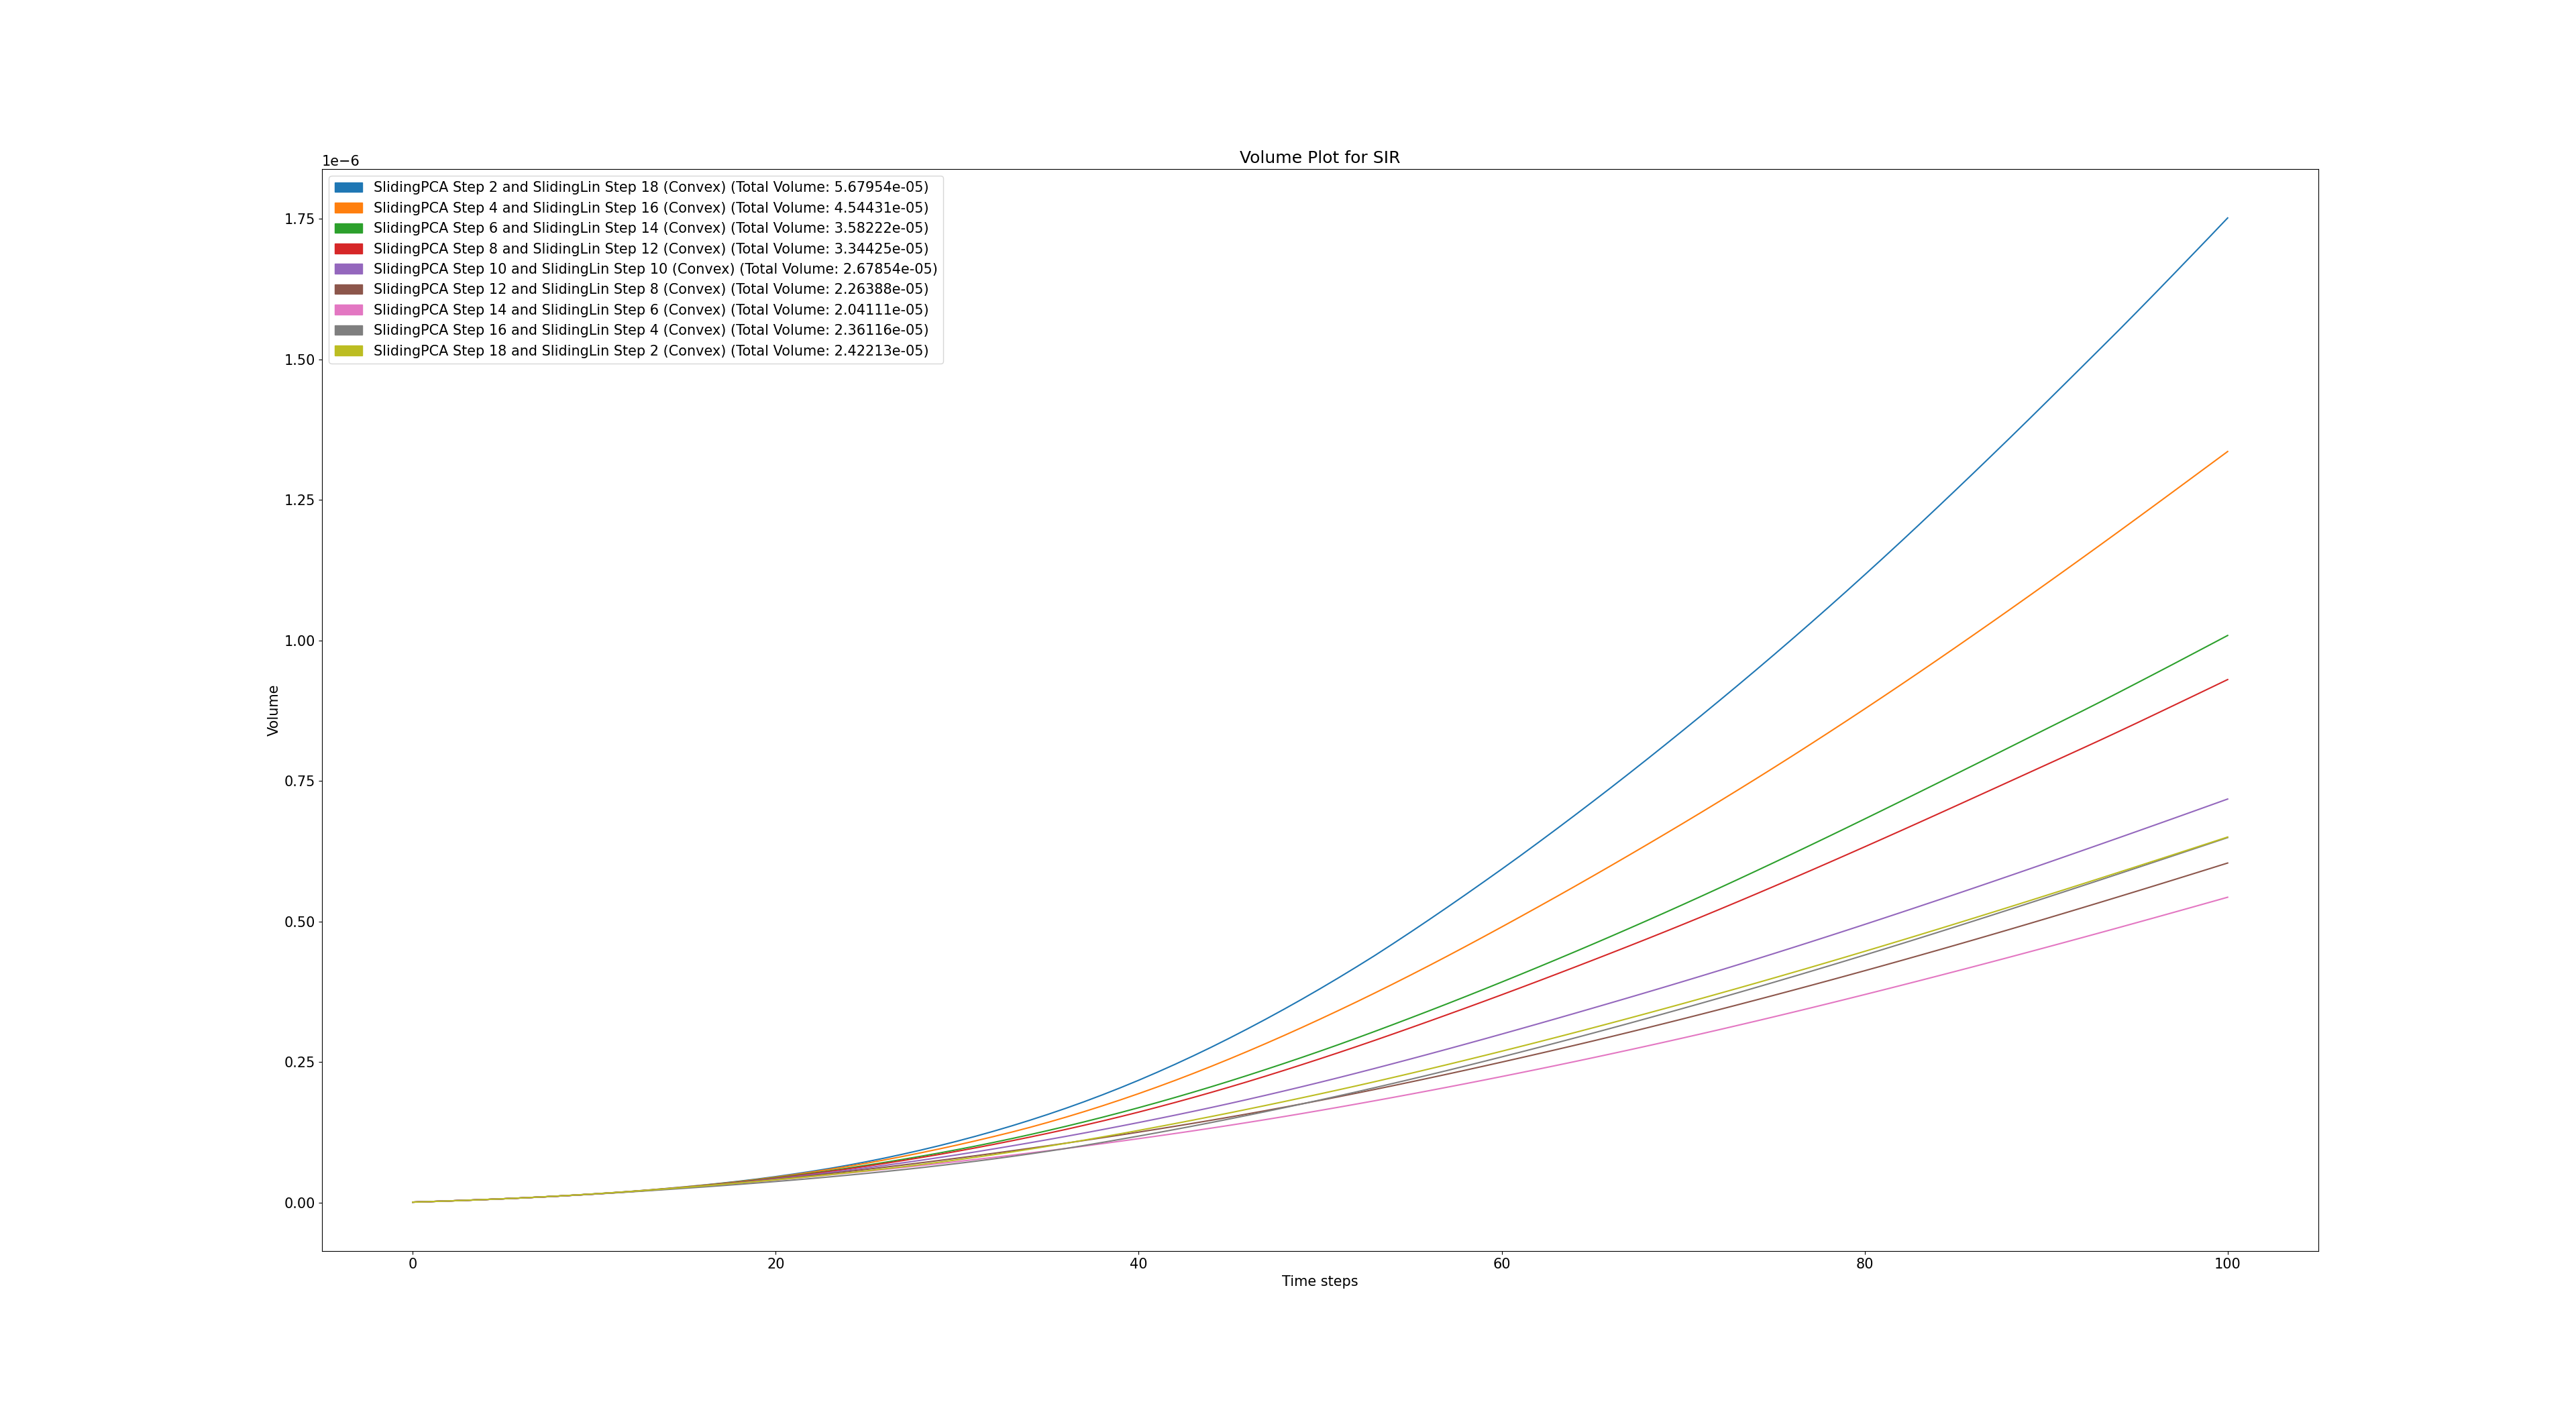 Volume Plot for SIR
1e−6
SlidingPCA Step 2 and SlidingLin Step 18 (Convex) (Total Volume: 5.67954e-05)
SlidingPCA Step 4 and SlidingLin Step 16 (Convex) (Total Volume: 4.54431e-05)
SlidingPCA Step 6 and SlidingLin Step 14 (Convex) (Total Volume: 3.58222e-05)
SlidingPCA Step 8 and SlidingLin Step 12 (Convex) (Total Volume: 3.34425e-05)
SlidingPCA Step 10 and SlidingLin Step 10 (Convex) (Total Volume: 2.67854e-05)
SlidingPCA Step 12 and SlidingLin Step 8 (Convex) (Total Volume: 2.26388e-05)
SlidingPCA Step 14 and SlidingLin Step 6 (Convex) (Total Volume: 2.04111e-05)
SlidingPCA Step 16 and SlidingLin Step 4 (Convex) (Total Volume: 2.36116e-05)
SlidingPCA Step 18 and SlidingLin Step 2 (Convex) (Total Volume: 2.42213e-05)
1.75
1.50
1.25
1.00
0.75
0.50
0.25
0.00
Volume
0 20 40 60 80 100
Time steps